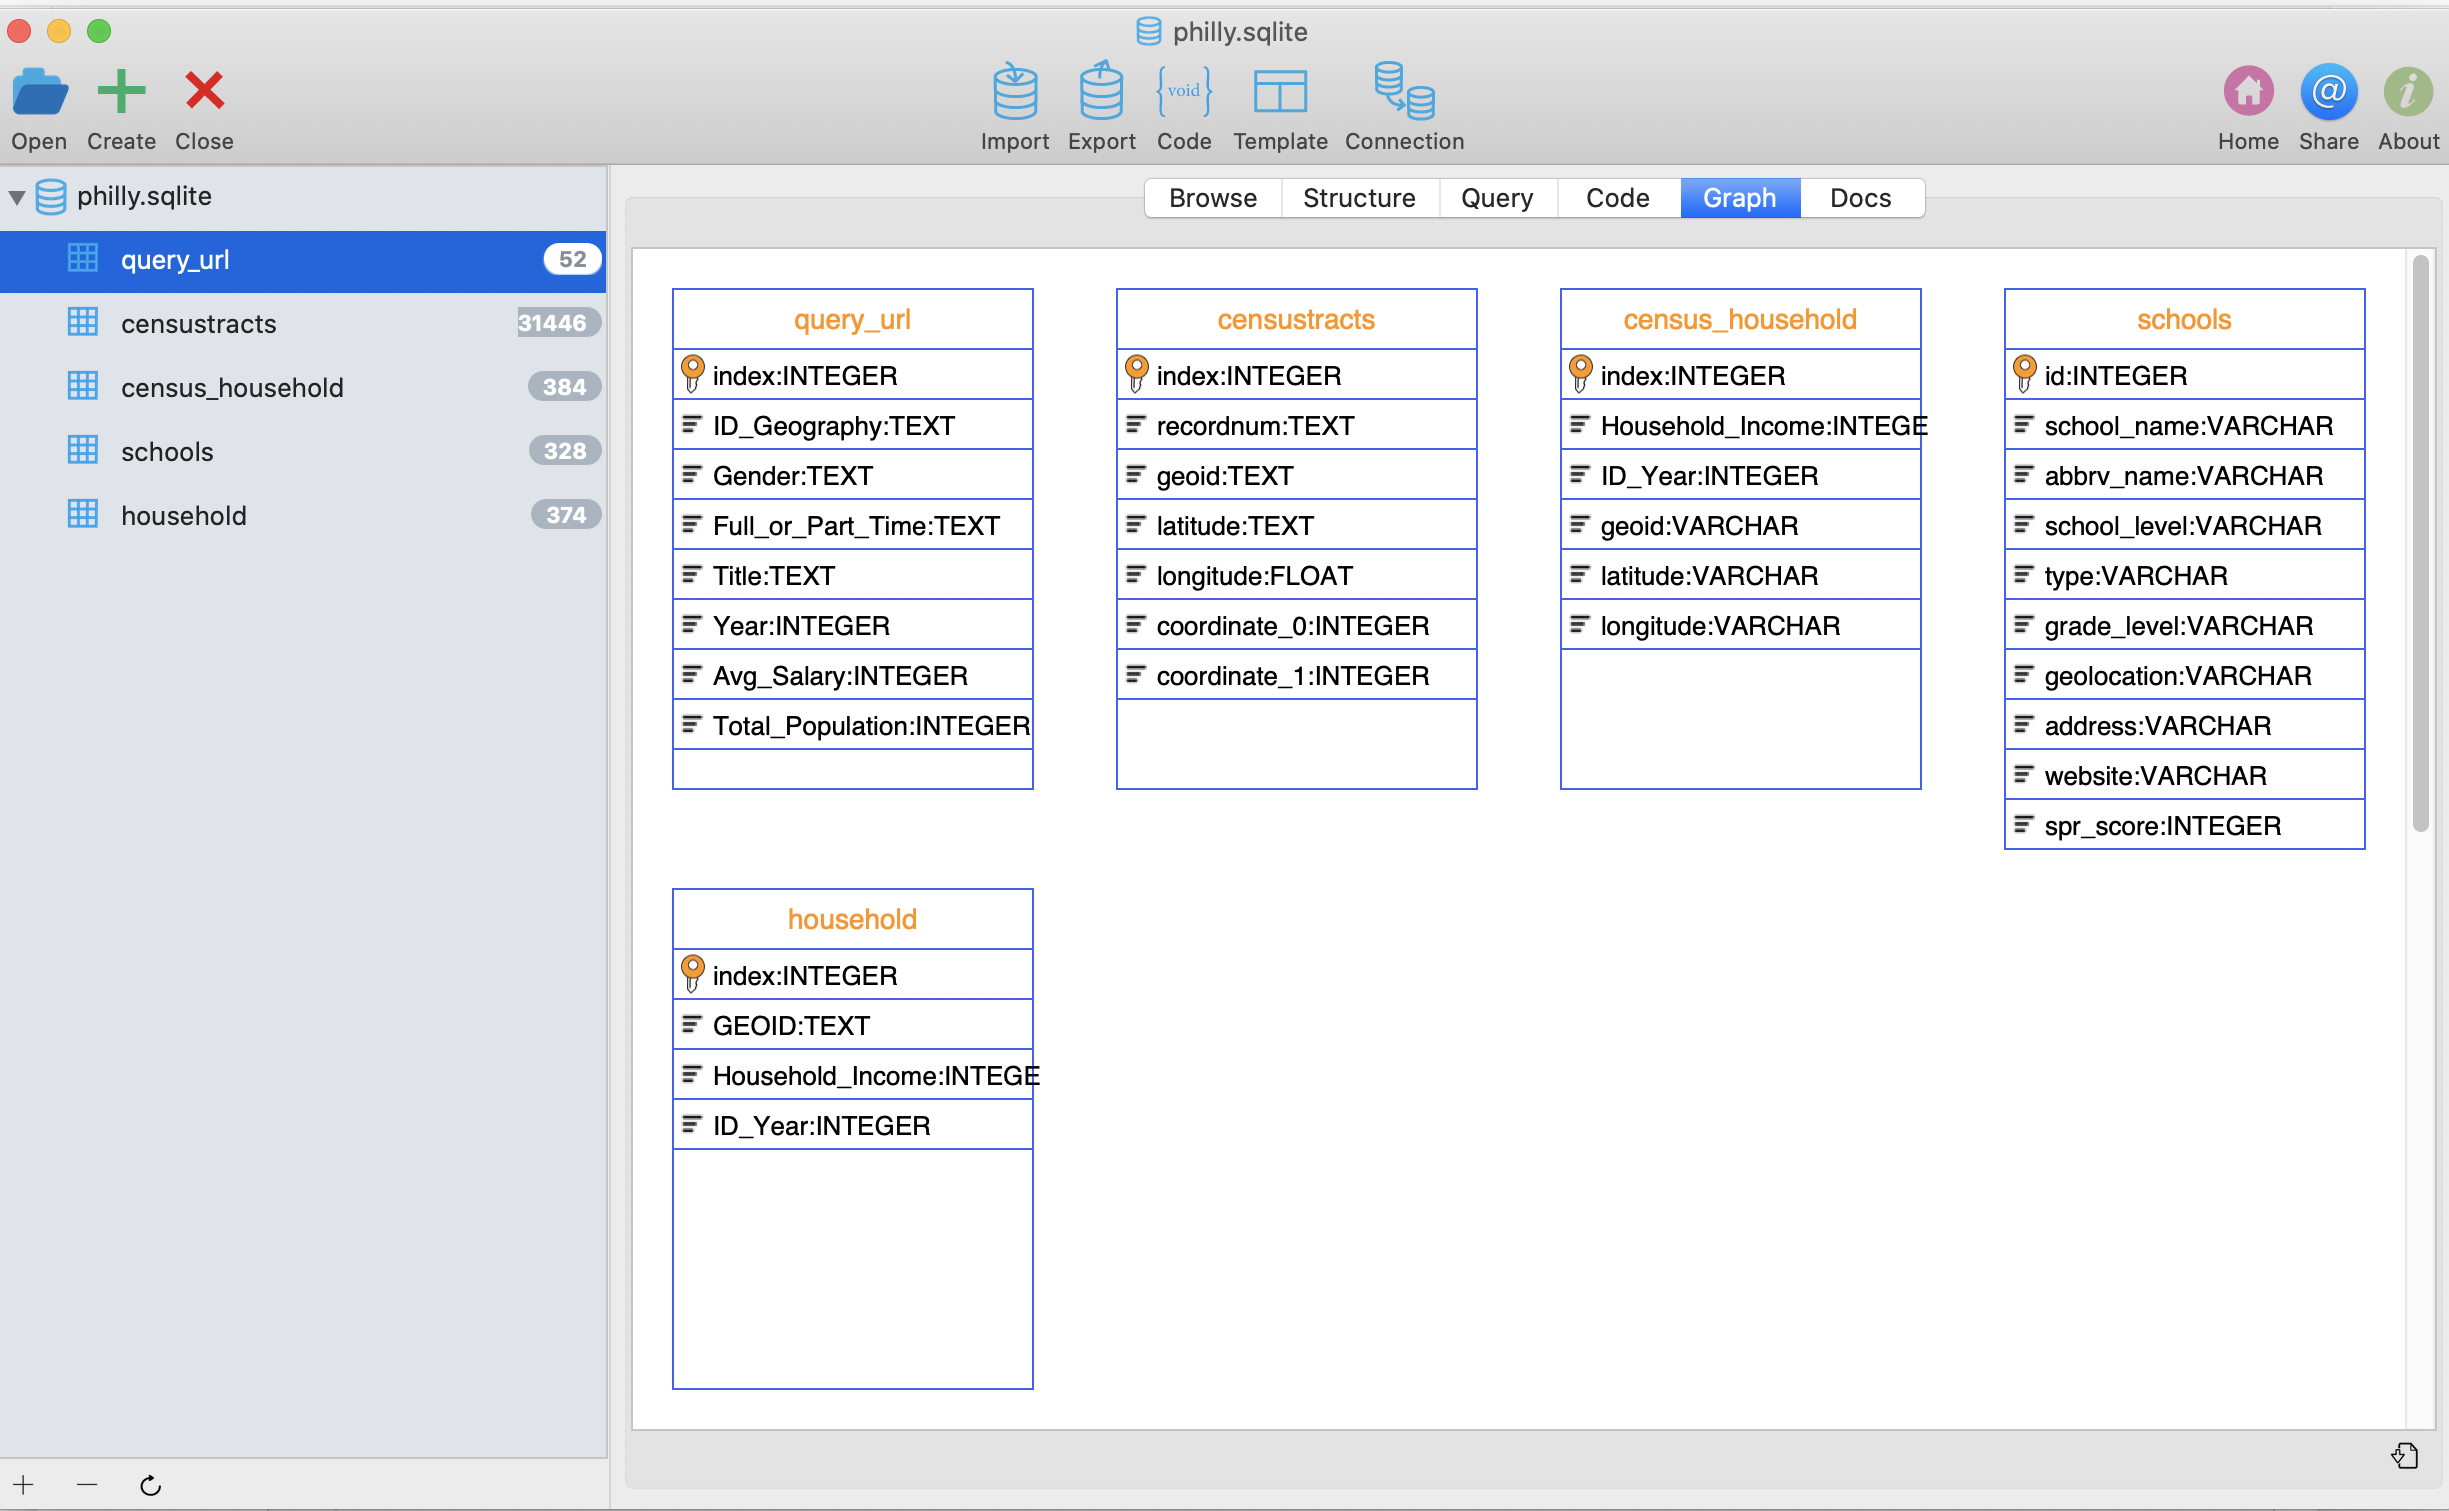 philly.sqlite
Open Create Close
Import Export Code Template Connection
void
Home Share About
@
i
philly.sqlite
query_url 52
censustracts 31446
census_household 384
schools 328
household 374
Browse Structure Query Code Graph Docs
query_url
index:INTEGER
ID_Geography:TEXT
Gender:TEXT
Full_or_Part_Time:TEXT
Title:TEXT
Year:INTEGER
Avg_Salary:INTEGER
Total_Population:INTEGER
censustracts
index:INTEGER
recordnum:TEXT
geoid:TEXT
latitude:TEXT
longitude:FLOAT
coordinate_0:INTEGER
coordinate_1:INTEGER
census_household
index:INTEGER
Household_Income:INTEGE
ID_Year:INTEGER
geoid:VARCHAR
latitude:VARCHAR
longitude:VARCHAR
schools
id:INTEGER
school_name:VARCHAR
abbrv_name:VARCHAR
school_level:VARCHAR
type:VARCHAR
grade_level:VARCHAR
geolocation:VARCHAR
address:VARCHAR
website:VARCHAR
spr_score:INTEGER
household
index:INTEGER
GEOID:TEXT
Household_Income:INTEGE
ID_Year:INTEGER